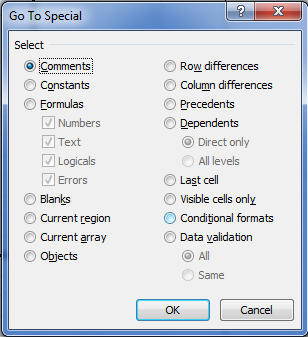 Go To Special
Select
Comments
Constants
Formulas
Numbers
Text
Logicals
Errors
Blanks
Current region
Current array
Objects
Row differences
Column differences
Precedents
Dependents
Direct only
All levels
Last cell
Visible cells only
Conditional formats
Data validation
All
Same
OK
Cancel